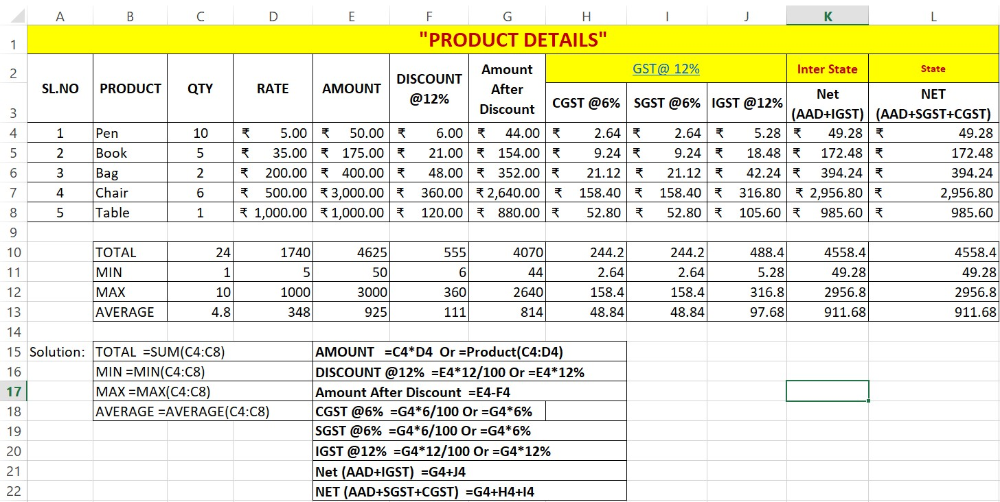 A B C D E F G H I J K L
1 "PRODUCT DETAILS"
2 SL.NO PRODUCT QTY RATE AMOUNT DISCOUNT @12% Amount After Discount GST@ 12% Inter State State
3 CGST @6% SGST @6% IGST @12% Net (AAD+IGST) NET (AAD+SGST+CGST)
4 1 Pen 10 ₹ 5.00 ₹ 50.00 ₹ 6.00 ₹ 44.00 ₹ 2.64 ₹ 2.64 ₹ 5.28 ₹ 49.28 ₹ 49.28
5 2 Book 5 ₹ 35.00 ₹ 175.00 ₹ 21.00 ₹ 154.00 ₹ 9.24 ₹ 9.24 ₹ 18.48 ₹ 172.48 ₹ 172.48
6 3 Bag 2 ₹ 200.00 ₹ 400.00 ₹ 48.00 ₹ 352.00 ₹ 21.12 ₹ 21.12 ₹ 42.24 ₹ 394.24 ₹ 394.24
7 4 Chair 6 ₹ 500.00 ₹ 3,000.00 ₹ 360.00 ₹ 2,640.00 ₹ 158.40 ₹ 158.40 ₹ 316.80 ₹ 2,956.80 ₹ 2,956.80
8 5 Table 1 ₹ 1,000.00 ₹ 1,000.00 ₹ 120.00 ₹ 880.00 ₹ 52.80 ₹ 52.80 ₹ 105.60 ₹ 985.60 ₹ 985.60
9
10 TOTAL 24 1740 4625 555 4070 244.2 244.2 488.4 4558.4 4558.4
11 MIN 1 5 50 6 44 2.64 2.64 5.28 49.28 49.28
12 MAX 10 1000 3000 360 2640 158.4 158.4 316.8 2956.8 2956.8
13 AVERAGE 4.8 348 925 111 814 48.84 48.84 97.68 911.68 911.68
14
15 Solution: TOTAL =SUM(C4:C8) AMOUNT =C4*D4 Or =Product(C4:D4)
16 MIN =MIN(C4:C8) DISCOUNT @12% =E4*12/100 Or =E4*12%
17 MAX =MAX(C4:C8) Amount After Discount =E4-F4
18 AVERAGE =AVERAGE(C4:C8) CGST @6% =G4*6/100 Or =G4*6%
19 SGST @6% =G4*6/100 Or =G4*6%
20 IGST @12% =G4*12/100 Or =G4*12%
21 Net (AAD+IGST) =G4+J4
22 NET (AAD+SGST+CGST) =G4+H4+I4